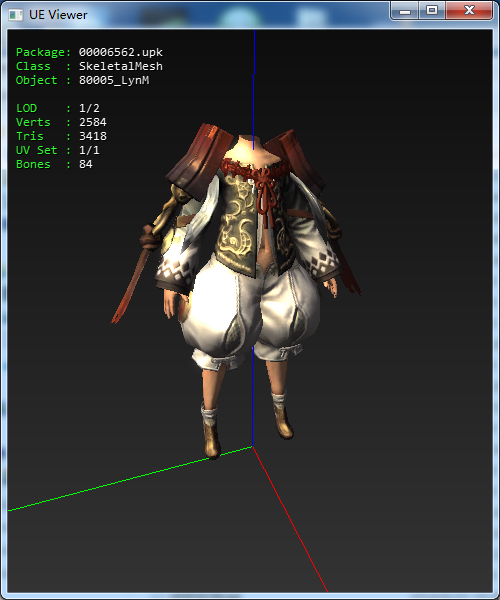 UE Viewer
Package: 00006562.upk
Class : SkeletalMesh
Object : 80005_LynM
LOD : 1/2
Verts : 2584
Tris : 3418
UV Set : 1/1
Bones : 84